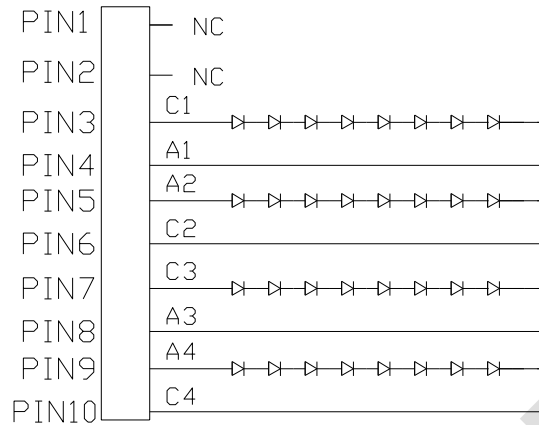 PIN1 NC
PIN2 NC
C1
PIN3
A1
PIN4
A2
PIN5
C2
PIN6
C3
PIN7
A3
PIN8
A4
PIN9
C4
PIN10